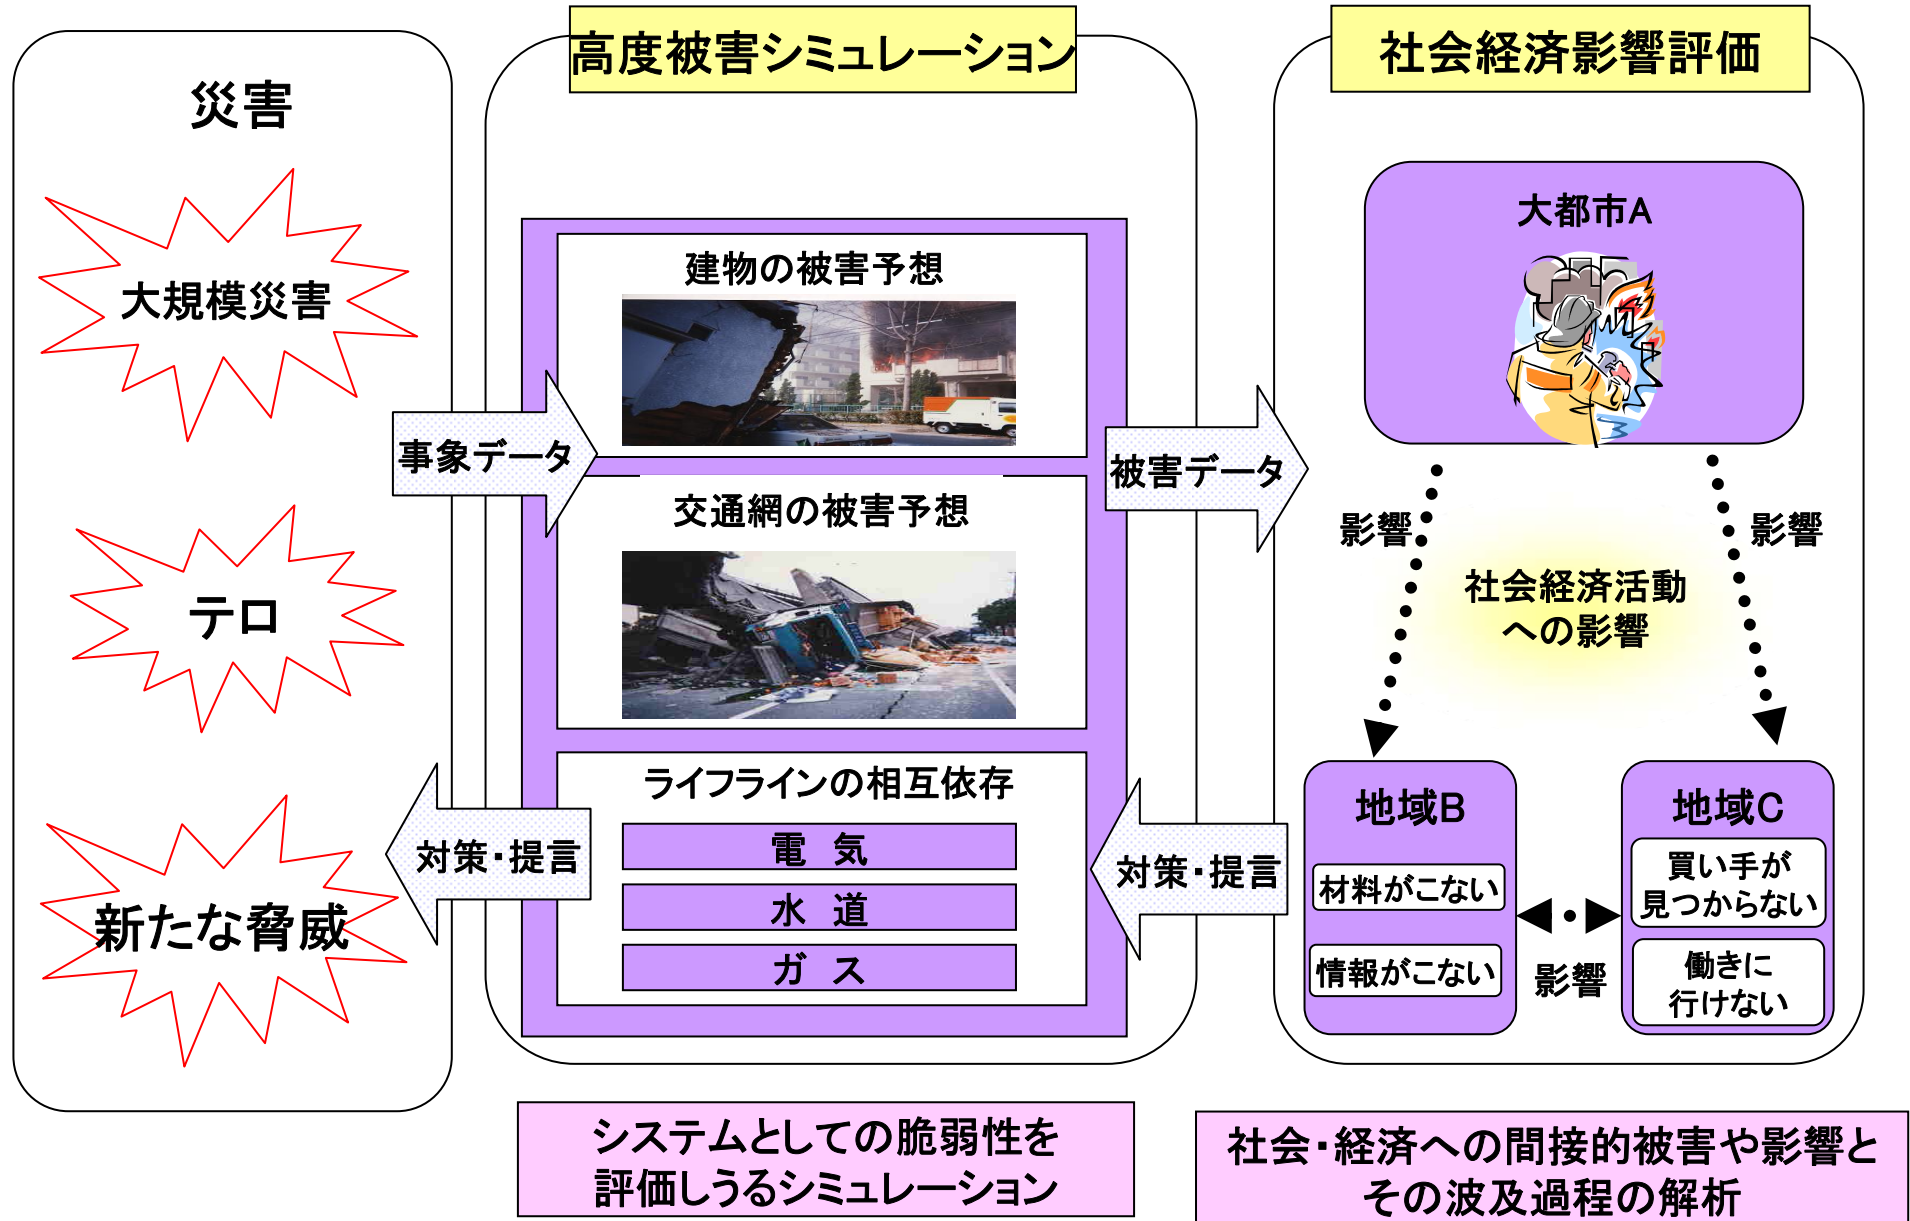 災害
大規模災害
テロ
新たな脅威
事象データ
対策・提言
高度被害シミュレーション
建物の被害予想
交通網の被害予想
ライフラインの相互依存
電　気
水　道
ガ　ス
システムとしての脆弱性を
評価しうるシミュレーション
被害データ
対策・提言
社会経済影響評価
大都市A
影響
影響
社会経済活動
への影響
地域B
材料がこない
情報がこない
影響
地域C
買い手が
見つからない
働きに
行けない
社会・経済への間接的被害や影響と
その波及過程の解析